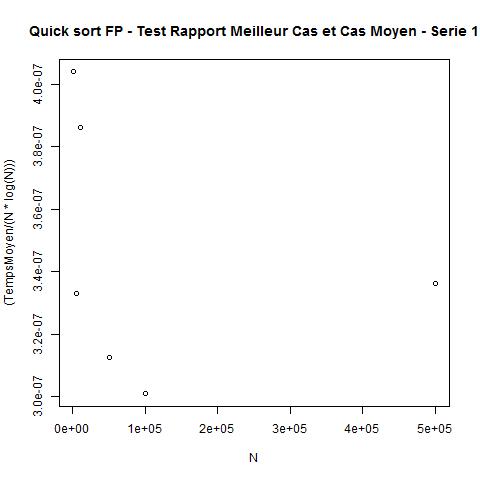 Quick sort FP - Test Rapport Meilleur Cas et Cas Moyen - Serie 1
(TempsMoyen/(N * log(N)))
4.0e-07
3.8e-07
3.6e-07
3.4e-07
3.2e-07
3.0e-07
0e+00 1e+05 2e+05 3e+05 4e+05 5e+05
N